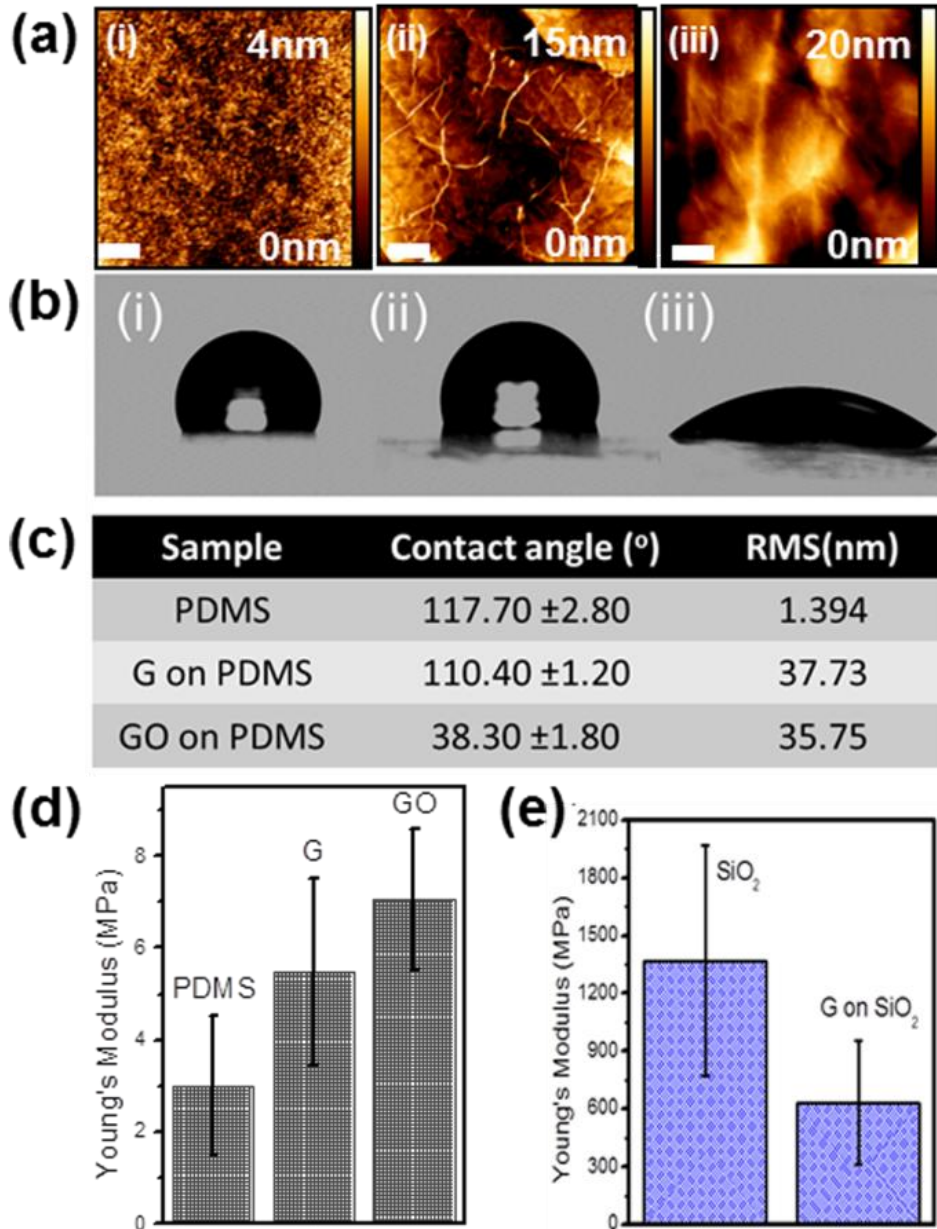 (a)
(i) 4nm 0nm
(ii) 15nm 0nm
(iii) 20nm 0nm
(b)
(i) (ii) (iii)
(c)
Sample Contact angle (º) RMS(nm)
PDMS 117.70 ±2.80 1.394
G on PDMS 110.40 ±1.20 37.73
GO on PDMS 38.30 ±1.80 35.75
(d)
Young's Modulus (MPa)
8
6
4
2
0
PDMS
G
GO
(e)
Young's Modulus (MPa)
2100
1800
1500
1200
900
600
300
0
SiO₂
G on SiO₂